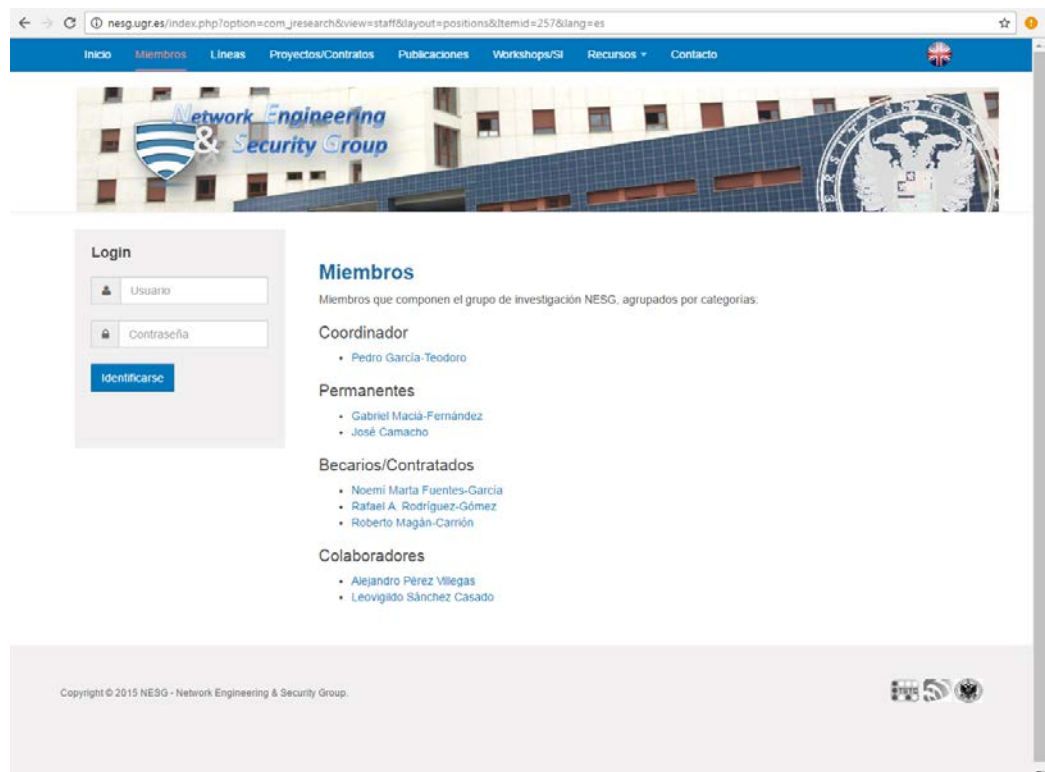 nesg.ugr.es/index.php?option=com_jresearch&view=staff&layout=positions&Itemid=257&lang=es
Inicio Miembros Líneas Proyectos/Contratos Publicaciones Workshops/SI Recursos Contacto
Network Engineering
& Security Group
Login
Usuario
Contraseña
Identificarse
Miembros
Miembros que componen el grupo de investigación NESG, agrupados por categorías:
Coordinador
Pedro García-Teodoro
Permanentes
Gabriel Maciá-Fernández
José Camacho
Becarios/Contratados
Noemí Marta Fuentes-García
Rafael A. Rodríguez-Gómez
Roberto Magán-Carrión
Colaboradores
Alejandro Pérez Villegas
Leovigildo Sánchez Casado
Copyright © 2015 NESG - Network Engineering & Security Group.